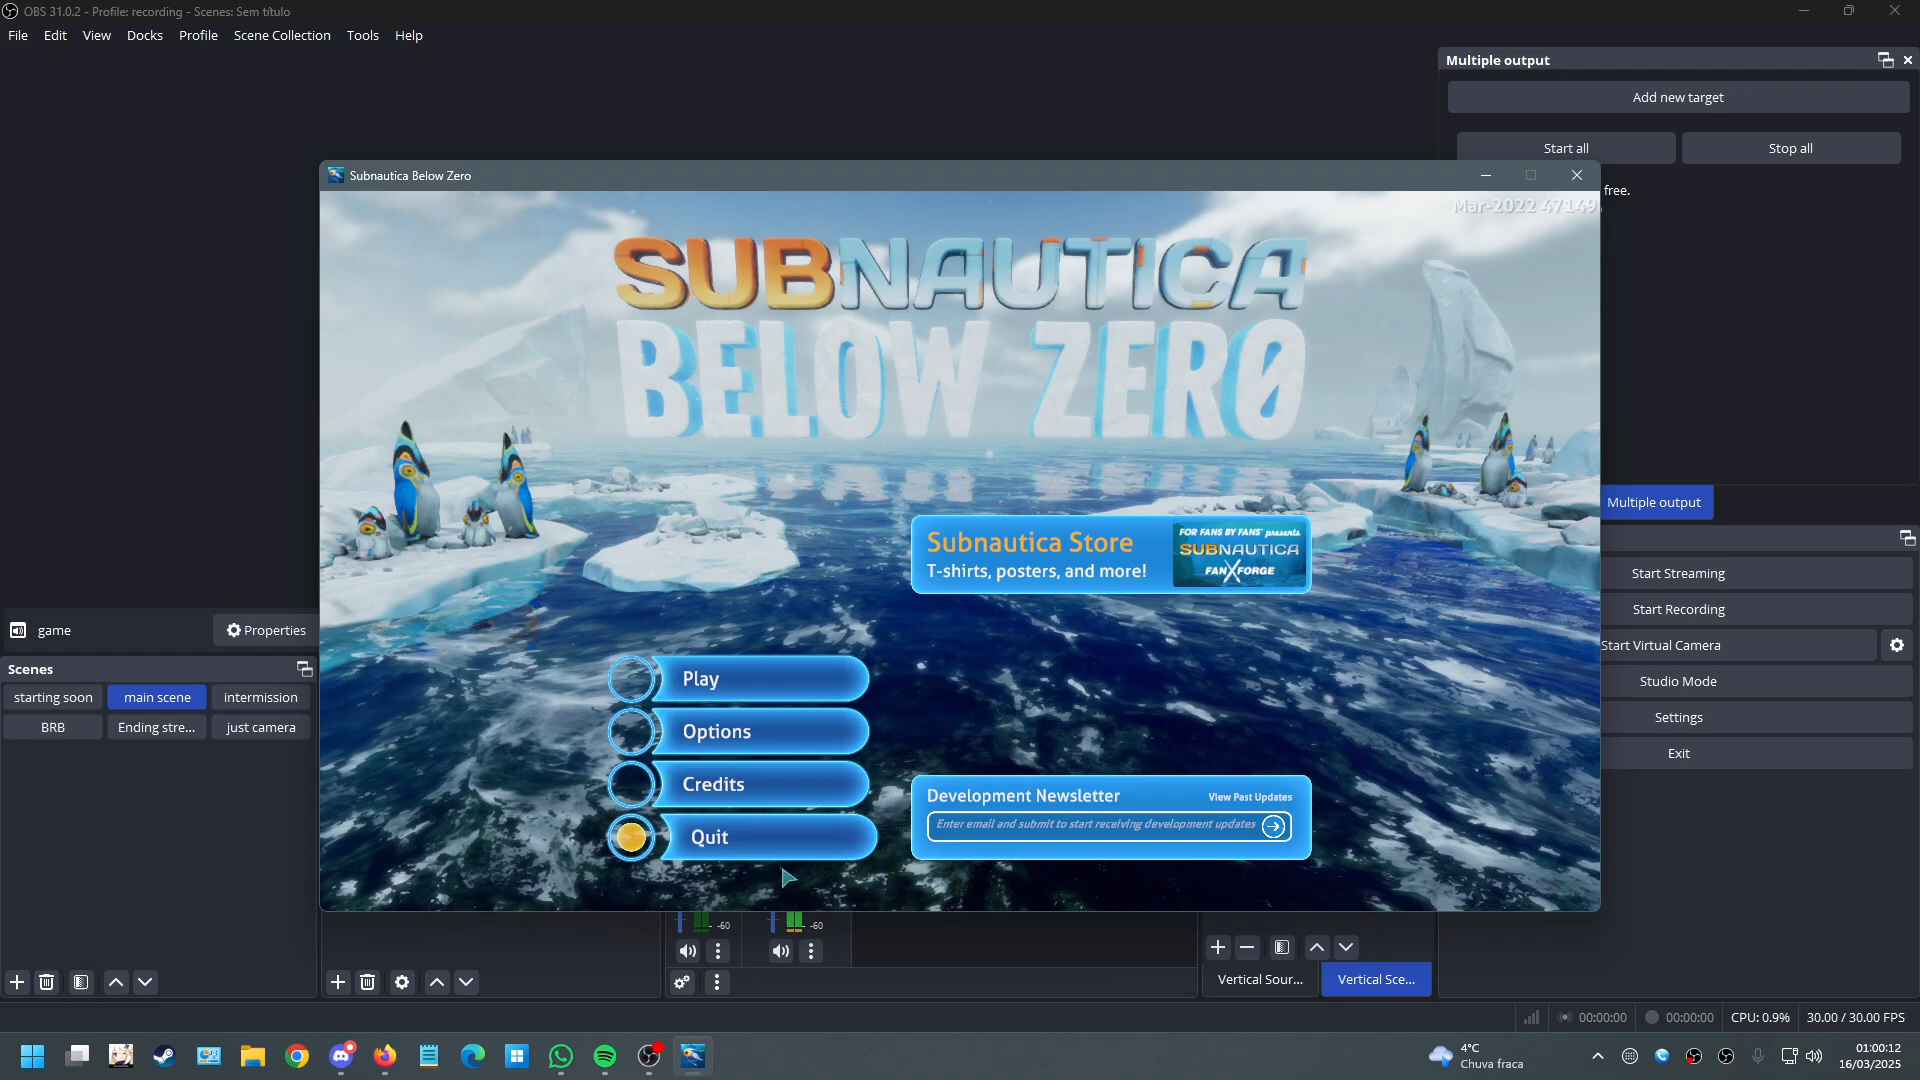 OBS 31.0.2 - Profile: recording - Scenes: Sem título
File Edit View Docks Profile Scene Collection Tools Help
Multiple output
Add new target
Start all Stop all
free.
Subnautica Below Zero
Mar-2022 47149
SUBNAUTICA
BELOW ZERO
Subnautica Store
T-shirts, posters, and more!
FOR FANS BY FANS' presents
SUBNAUTICA
FANXFORGE
Play
Options
Credits
Quit
Development Newsletter View Past Updates
Enter email and submit to start receiving development updates
Multiple output
Start Streaming
Start Recording
Start Virtual Camera
Studio Mode
Settings
Exit
game Properties
Scenes
starting soon main scene intermission
BRB Ending stre... just camera
-60 -60
Vertical Sour... Vertical Sce...
00:00:00 00:00:00 CPU: 0.9% 30.00 / 30.00 FPS
4°C
Chuva fraca
01:00:12
16/03/2025